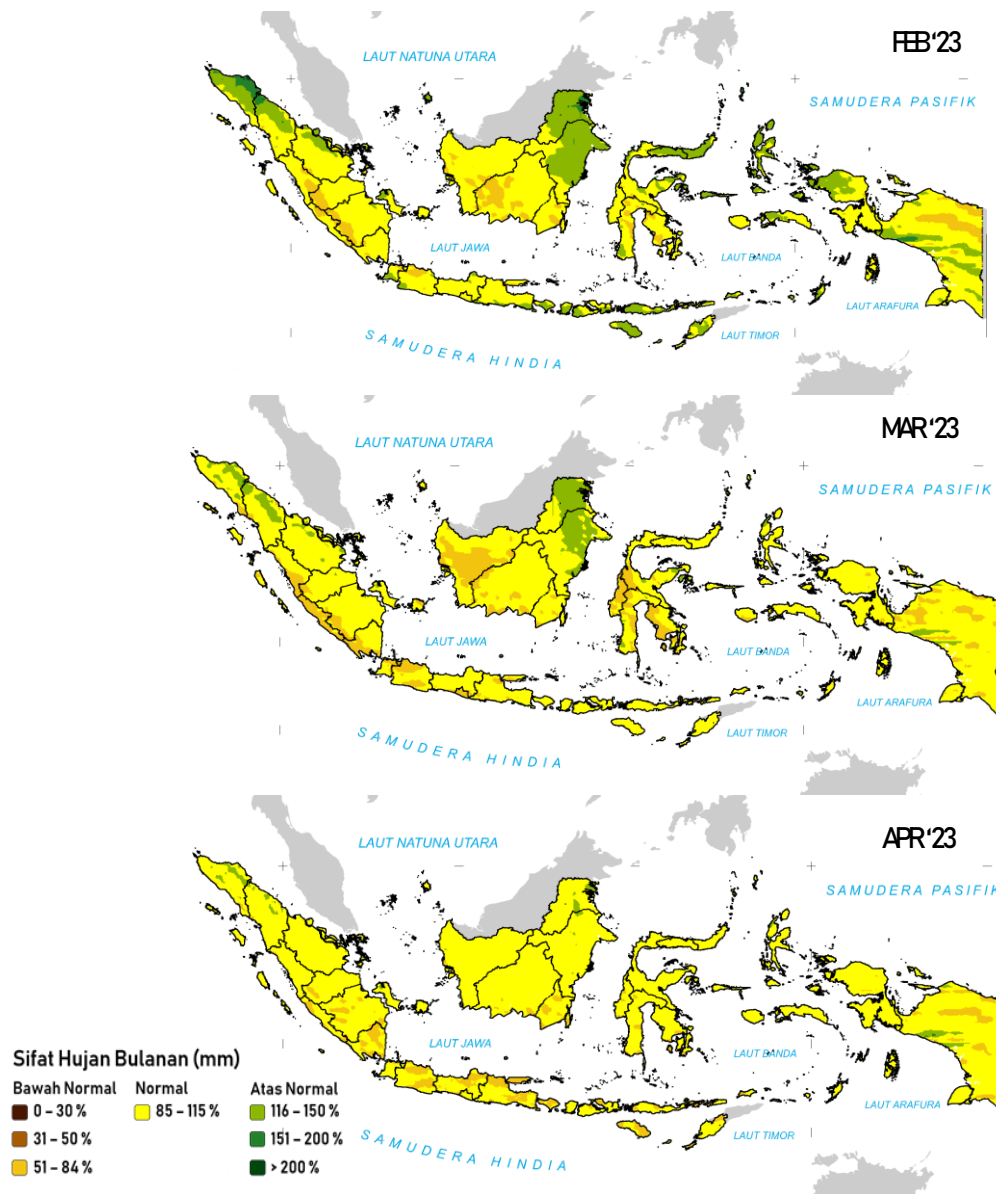 FEB '23
LAUT NATUNA UTARA
SAMUDERA PASIFIK
LAUT JAWA
LAUT BANDA
LAUT ARAFURA
LAUT TIMOR
SAMUDERA HINDIA
MAR '23
LAUT NATUNA UTARA
SAMUDERA PASIFIK
LAUT JAWA
LAUT BANDA
LAUT ARAFURA
LAUT TIMOR
SAMUDERA HINDIA
APR '23
LAUT NATUNA UTARA
SAMUDERA PASIFIK
LAUT JAWA
LAUT BANDA
LAUT ARAFURA
LAUT TIMOR
SAMUDERA HINDIA
Sifat Hujan Bulanan (mm)
Bawah Normal Normal Atas Normal
0 – 30 % 85 – 115 % 116 – 150 %
31 – 50 % 151 – 200 %
51 – 84 % > 200 %